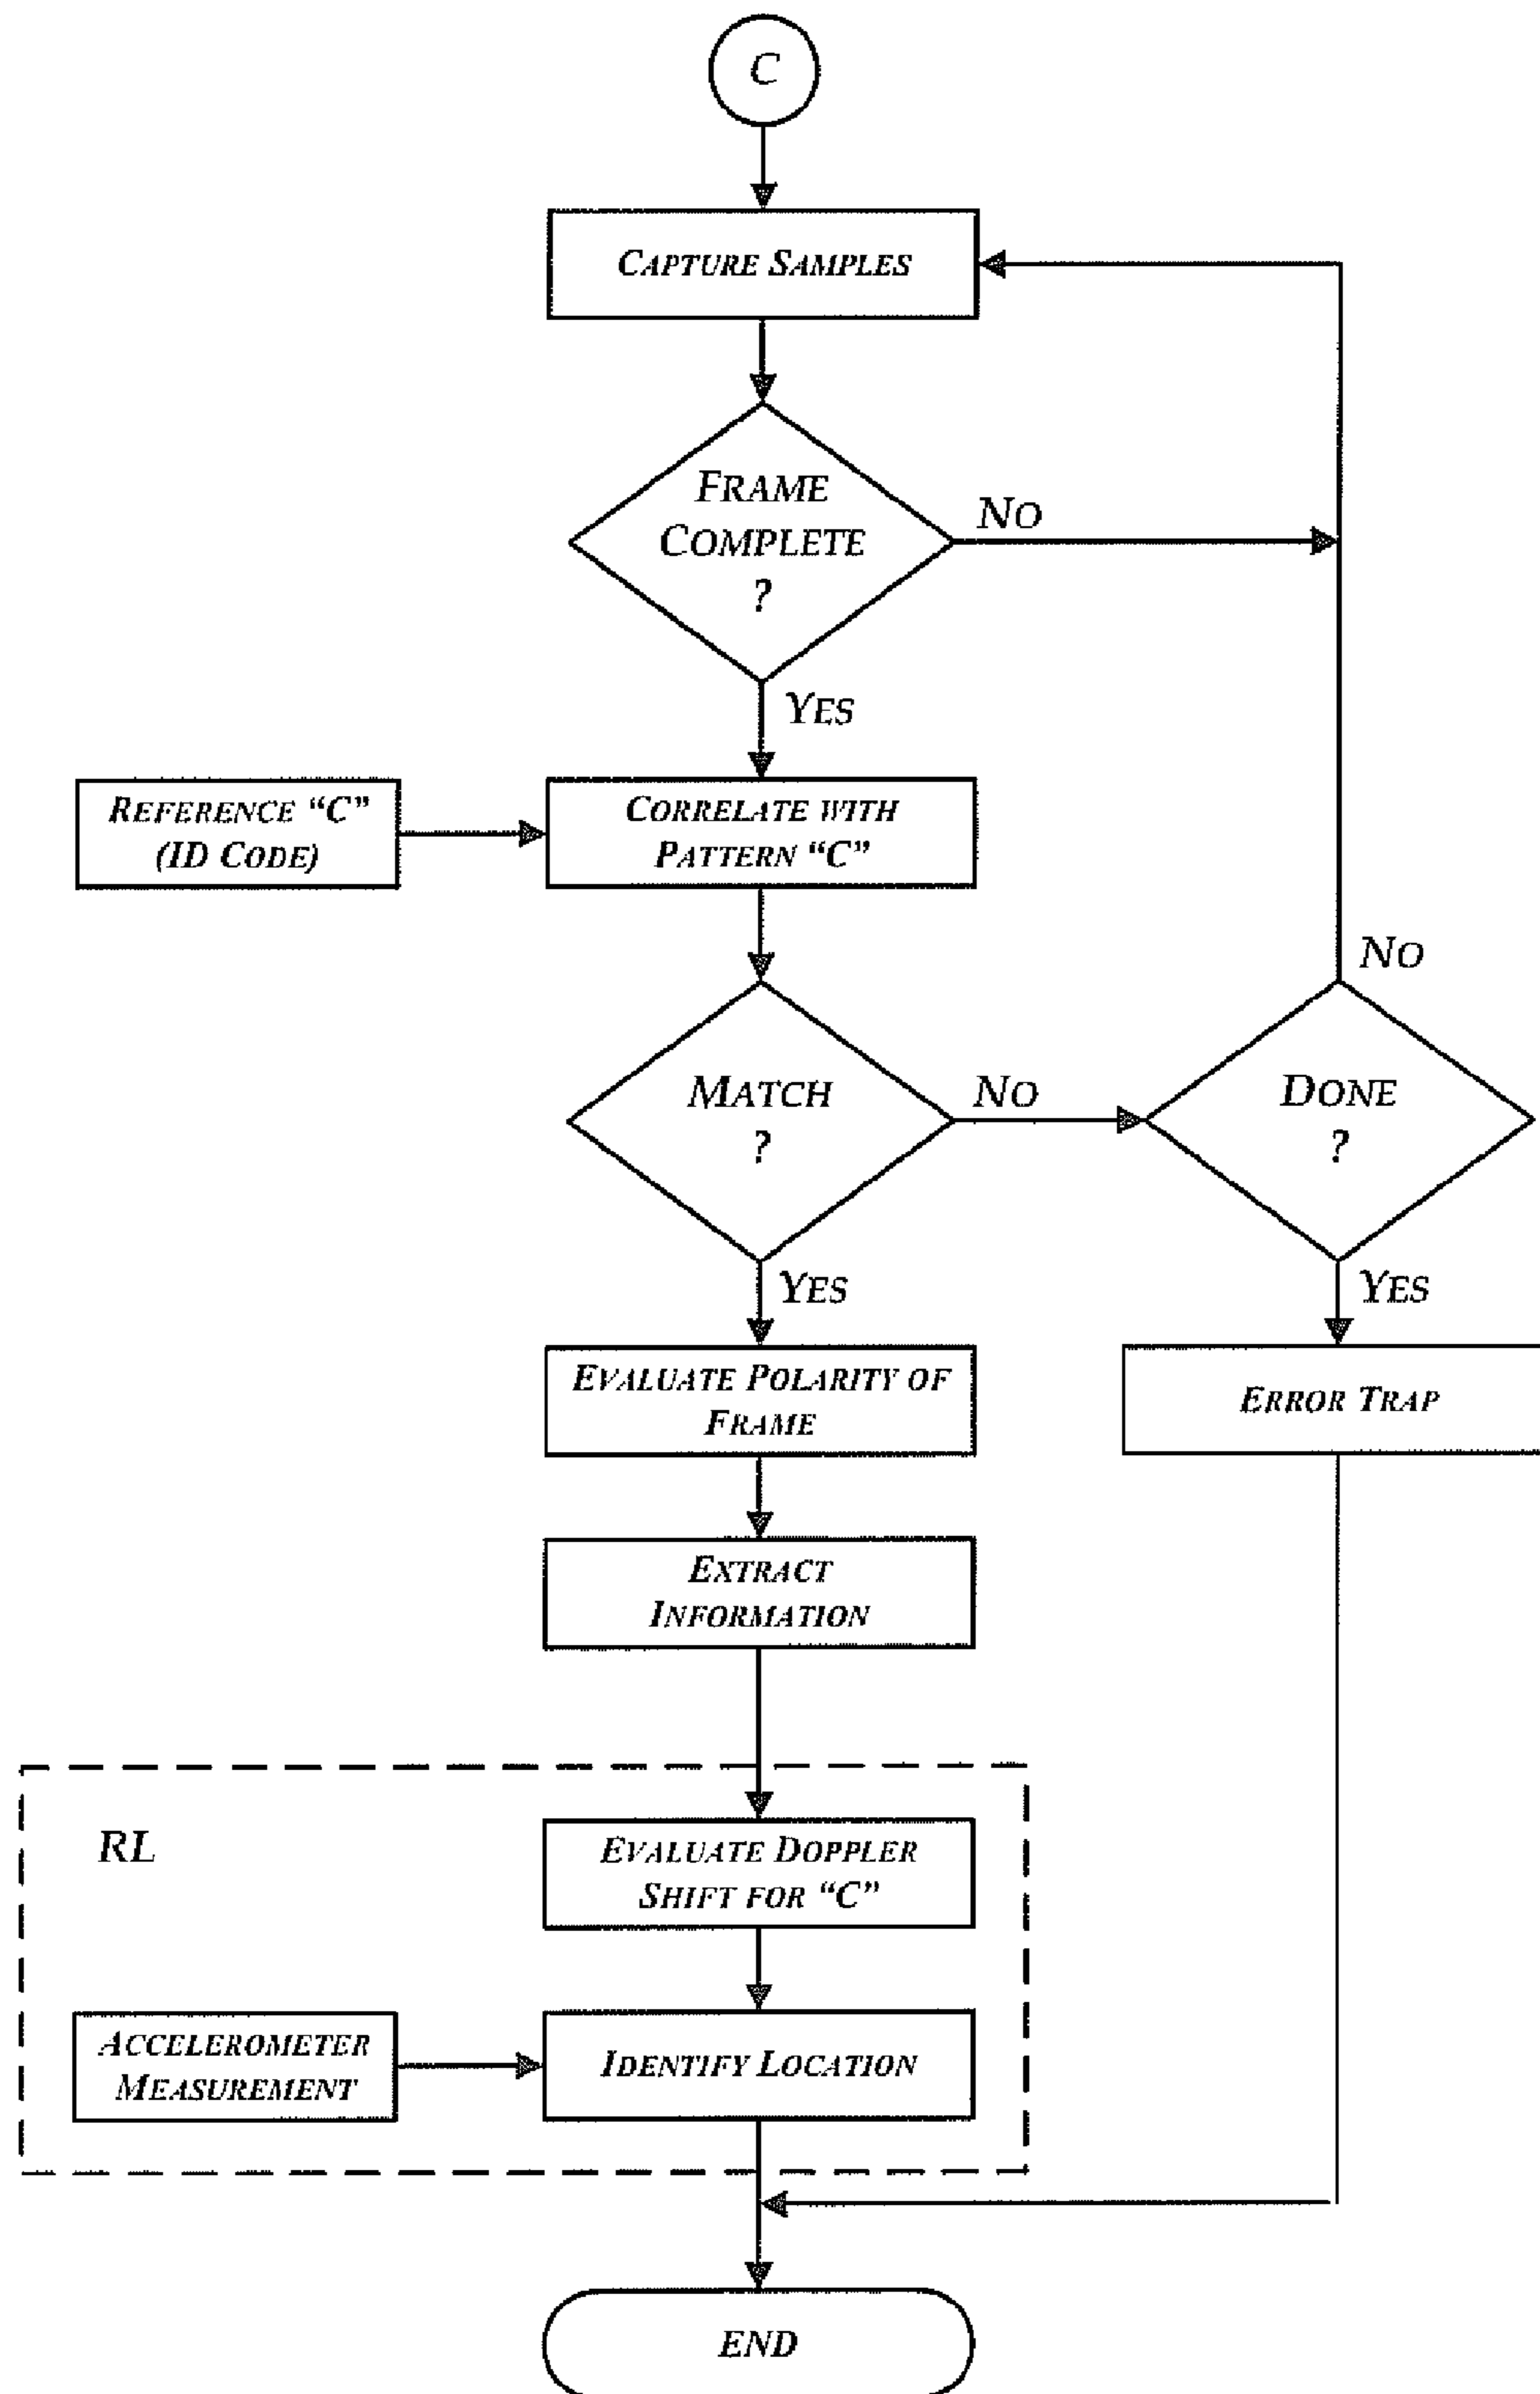 C
CAPTURE SAMPLES
FRAME
COMPLETE
?
NO
YES
REFERENCE “C”
(ID CODE)
CORRELATE WITH
PATTERN “C”
NO
MATCH
?
NO
DONE
?
YES
YES
EVALUATE POLARITY OF
FRAME
ERROR TRAP
EXTRACT
INFORMATION
RL
EVALUATE DOPPLER
SHIFT FOR “C”
ACCELEROMETER
MEASUREMENT
IDENTIFY LOCATION
END